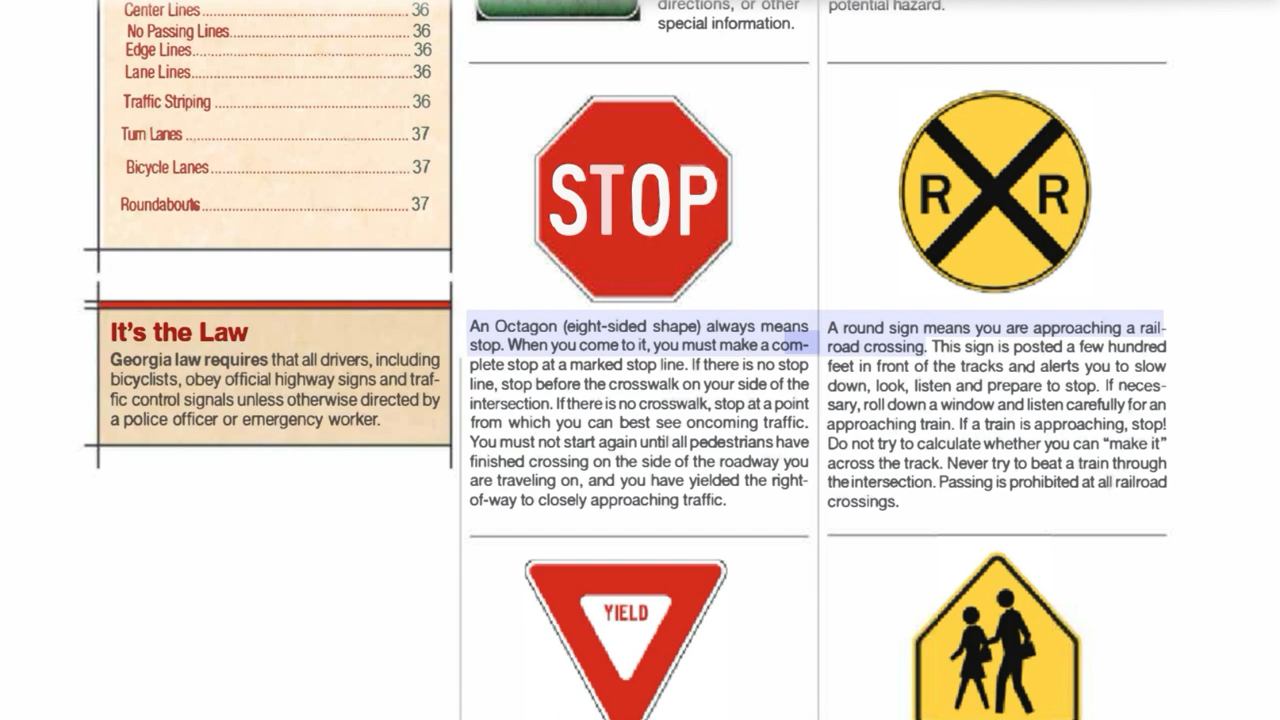 Center Lines 36
No Passing Lines 36
Edge Lines 36
Lane Lines 36
Traffic Striping 36
Turn Lanes 37
Bicycle Lanes 37
Roundabouts 37
It's the Law
Georgia law requires that all drivers, including
bicyclists, obey official highway signs and traf-
fic control signals unless otherwise directed by
a police officer or emergency worker.
directions, or other
special information.
STOP
An Octagon (eight-sided shape) always means
stop. When you come to it, you must make a com-
plete stop at a marked stop line. If there is no stop
line, stop before the crosswalk on your side of the
intersection. If there is no crosswalk, stop at a point
from which you can best see oncoming traffic.
You must not start again until all pedestrians have
finished crossing on the side of the roadway you
are traveling on, and you have yielded the right-
of-way to closely approaching traffic.
YIELD
potential hazard.
R R
A round sign means you are approaching a rail-
road crossing. This sign is posted a few hundred
feet in front of the tracks and alerts you to slow
down, look, listen and prepare to stop. If neces-
sary, roll down a window and listen carefully for an
approaching train. If a train is approaching, stop!
Do not try to calculate whether you can "make it"
across the track. Never try to beat a train through
the intersection. Passing is prohibited at all railroad
crossings.